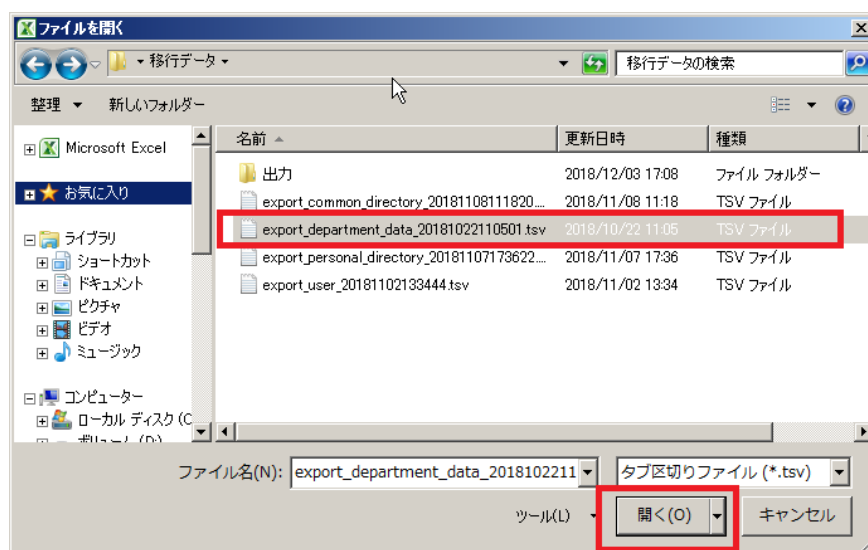 ファイルを開く
移行データ
移行データの検索
整理
新しいフォルダー
Microsoft Excel
お気に入り
ライブラリ
ショートカット
ドキュメント
ピクチャ
ビデオ
ミュージック
コンピューター
ローカル ディスク (C
名前 更新日時 種類
出力 2018/12/03 17:08 ファイル フォルダー
export_common_directory_20181108111820.... 2018/11/08 11:18 TSV ファイル
export_department_data_20181022110501.tsv 2018/10/22 11:05 TSV ファイル
export_personal_directory_20181107173622.... 2018/11/07 17:36 TSV ファイル
export_user_20181102133444.tsv 2018/11/02 13:34 TSV ファイル
ファイル名(N): export_department_data_2018102211 タブ区切りファイル (*.tsv)
ツール(L) 開く(O) キャンセル